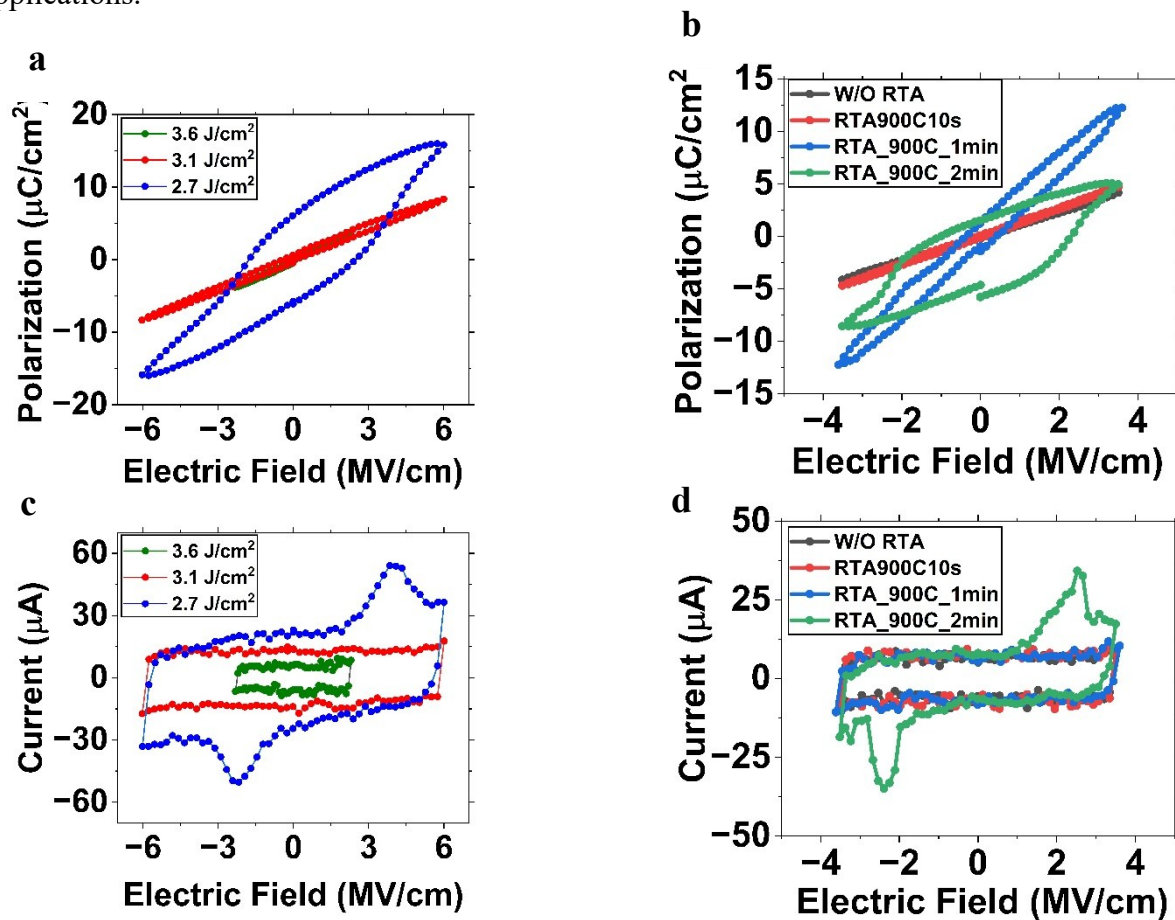 pplications.
a
Polarization (μC/cm²)
20
10
0
−10
−20
3.6 J/cm²
3.1 J/cm²
2.7 J/cm²
−6 −3 0 3 6
Electric Field (MV/cm)
b
Polarization (μC/cm²)
15
10
5
0
−5
−10
−15
W/O RTA
RTA900C10s
RTA_900C_1min
RTA_900C_2min
−4 −2 0 2 4
Electric Field (MV/cm)
c
Current (μA)
60
30
0
−30
−60
3.6 J/cm²
3.1 J/cm²
2.7 J/cm²
−6 −3 0 3 6
Electric Field (MV/cm)
d
Current (μA)
50
25
0
−25
−50
W/O RTA
RTA900C10s
RTA_900C_1min
RTA_900C_2min
−4 −2 0 2 4
Electric Field (MV/cm)